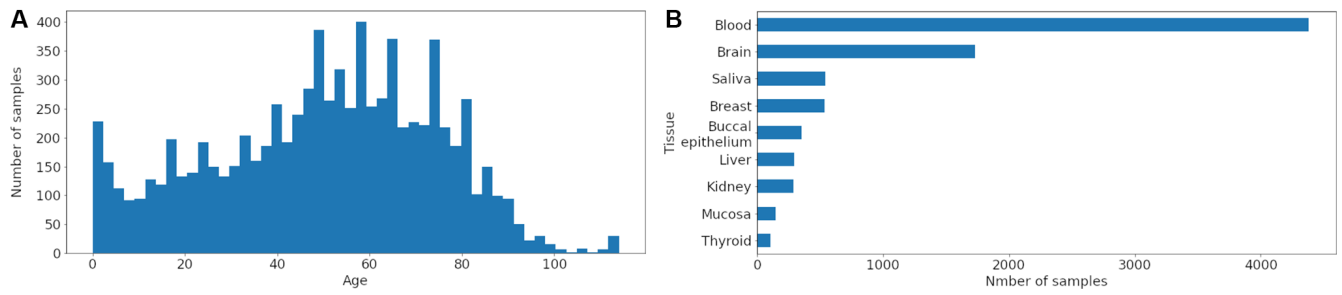 A
400
350
300
250
200
150
100
50
0
Number of samples
0 20 40 60 80 100
Age
B
Blood
Brain
Saliva
Breast
Buccal
epithelium
Liver
Kidney
Mucosa
Thyroid
Tissue
0 1000 2000 3000 4000
Nmber of samples